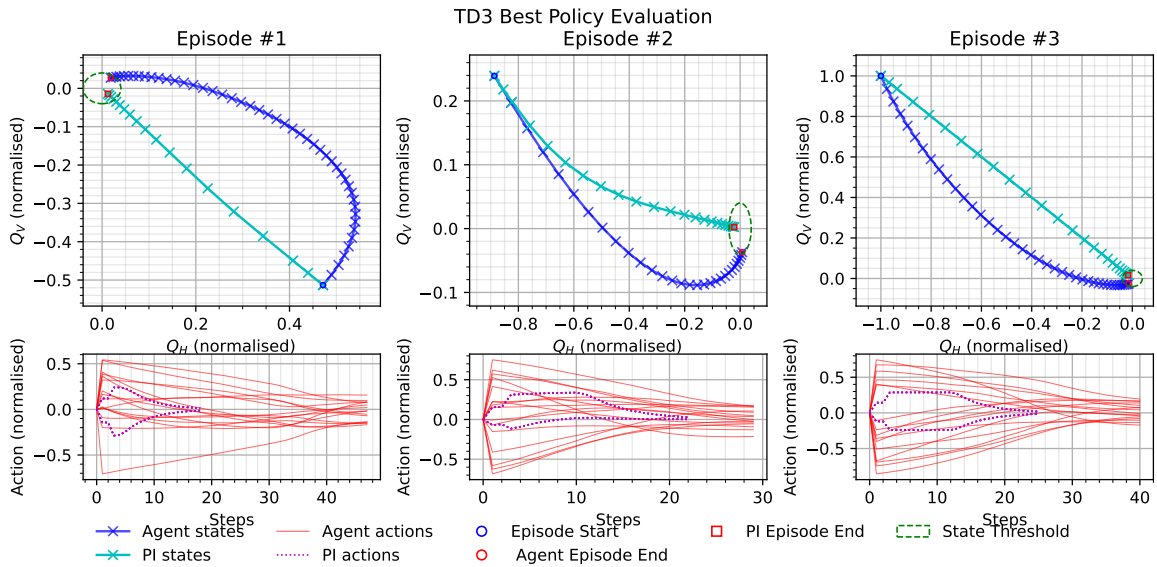 TD3 Best Policy Evaluation
Episode #1
Episode #2
Episode #3
Q_V (normalised)
0.0
−0.1
−0.2
−0.3
−0.4
−0.5
0.0
0.2
0.4
Q_H (normalised)
Q_V (normalised)
0.2
0.1
0.0
−0.1
−0.8
−0.6
−0.4
−0.2
0.0
Q_H (normalised)
Q_V (normalised)
1.0
0.8
0.6
0.4
0.2
0.0
−1.0
−0.8
−0.6
−0.4
−0.2
0.0
Q_H (normalised)
Action (normalised)
0.5
0.0
−0.5
0
10
20
30
40
Steps
Action (normalised)
0.5
0.0
−0.5
0
10
20
30
Steps
Action (normalised)
0.5
0.0
−0.5
0
10
20
30
40
Steps
Agent states
PI states
Agent actions
PI actions
Episode Start
Agent Episode End
PI Episode End
State Threshold